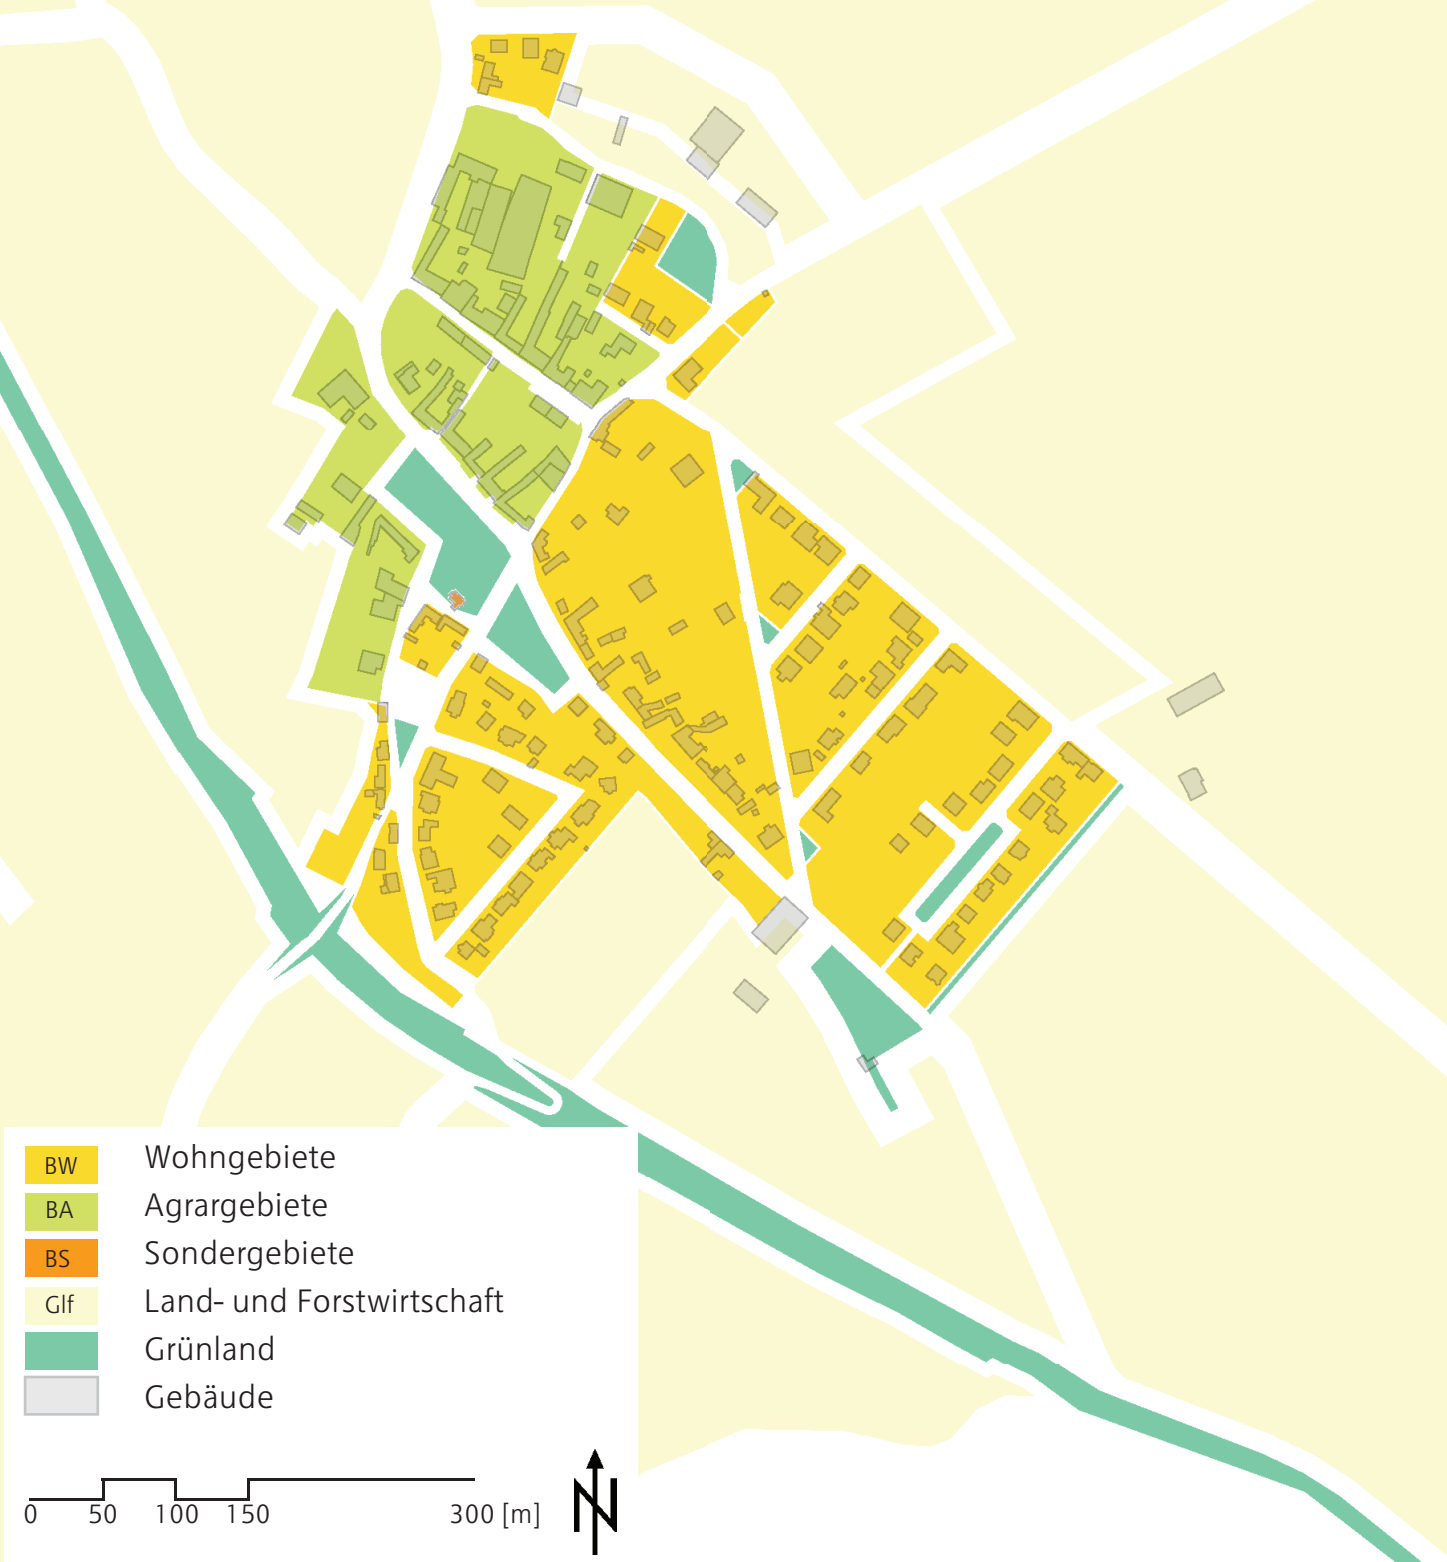 BW Wohngebiete
BA Agrargebiete
BS Sondergebiete
Glf Land- und Forstwirtschaft
Grünland
Gebäude
0 50 100 150 300 [m]
N